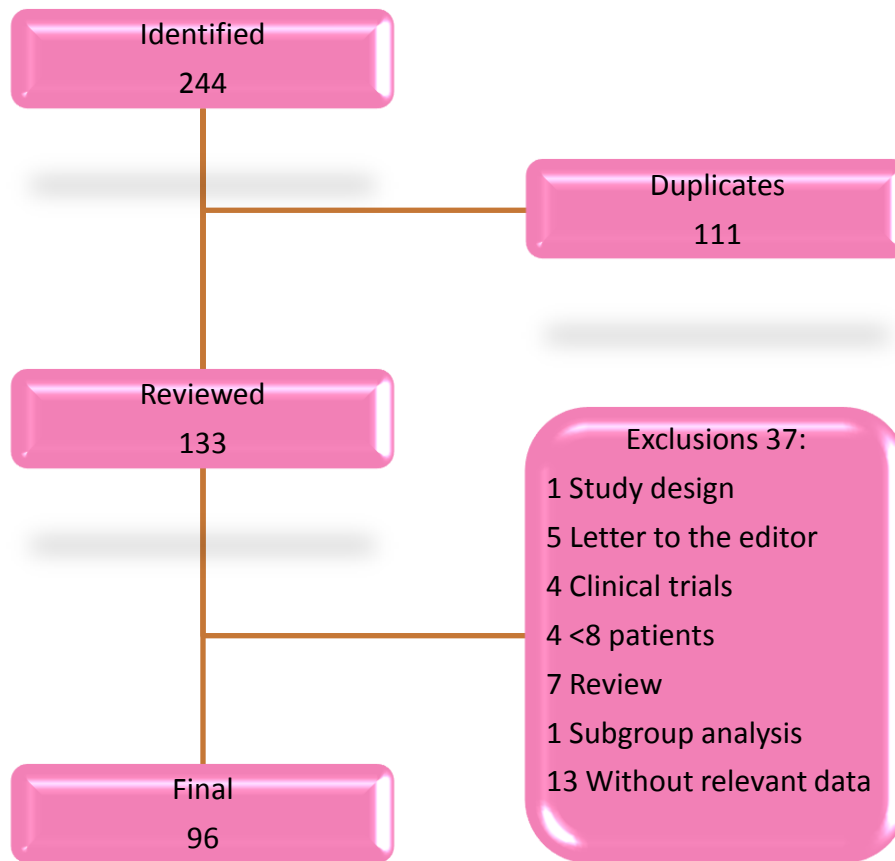 Identified
244
Duplicates
111
Reviewed
133
Exclusions 37:
1 Study design
5 Letter to the editor
4 Clinical trials
4 <8 patients
7 Review
1 Subgroup analysis
13 Without relevant data
Final
96